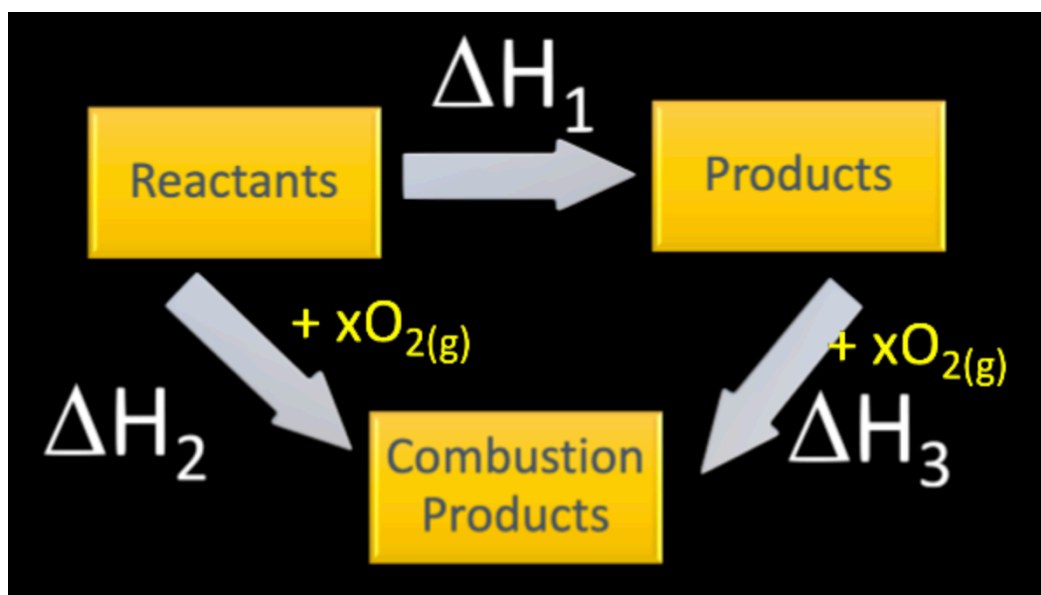 ΔH₁
Reactants
Products
+ xO₂(g)
+ xO₂(g)
ΔH₂
ΔH₃
Combustion
Products